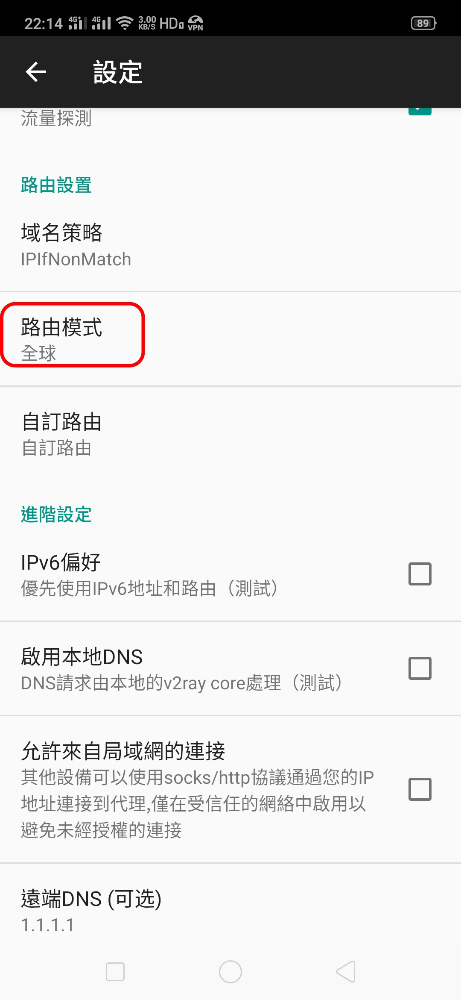 22:14 4G+ 4G 3.00 KB/S HD1 VPN 89
設定
流量探測
路由設置
域名策略
IPIfNonMatch
路由模式
全球
自訂路由
自訂路由
進階設定
IPv6偏好
優先使用IPv6地址和路由（測試）
啟用本地DNS
DNS請求由本地的v2ray core處理（測試）
允許來自局域網的連接
其他設備可以使用socks/http協議通過您的IP
地址連接到代理,僅在受信任的網絡中啟用以
避免未經授權的連接
遠端DNS (可选)
1.1.1.1